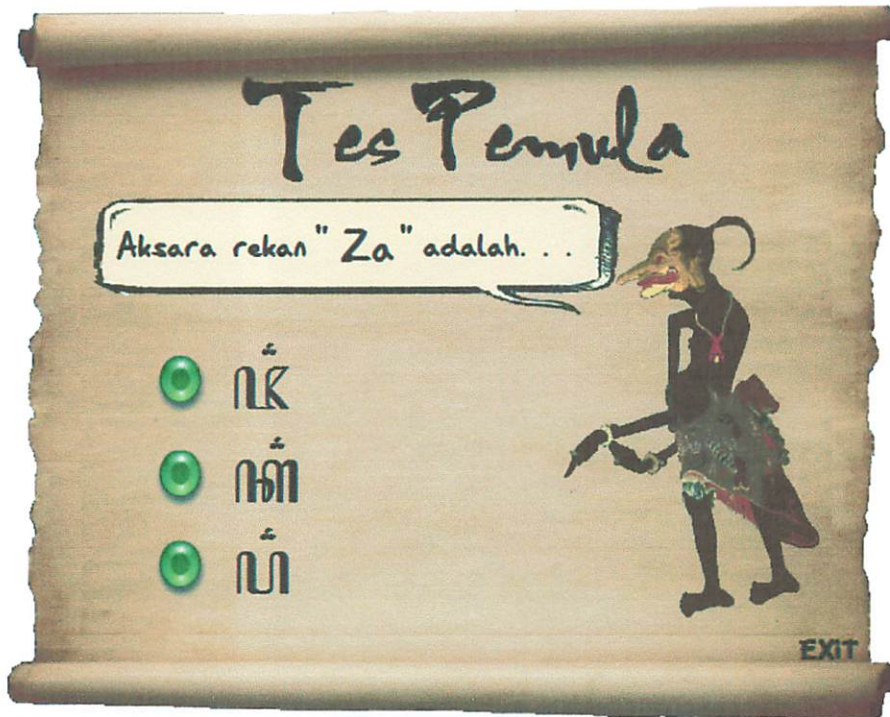 Tes Pemula
Aksara rekan "Za" adalah. . .
ꦗ꦳
ꦏ꦳
ꦥ꦳
EXIT